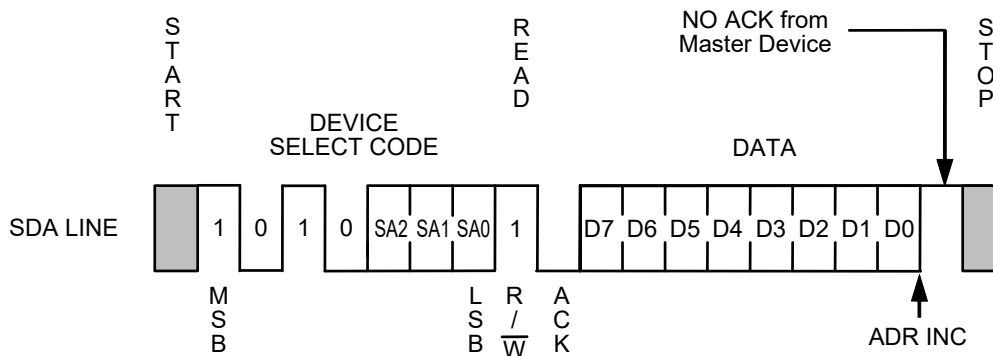 START
READ
NO ACK from
Master Device
STOP
DEVICE
SELECT CODE
DATA
SDA LINE 1 0 1 0 SA2 SA1 SA0 1 D7 D6 D5 D4 D3 D2 D1 D0
MSB
LSB
R/W̅
ACK
ADR INC